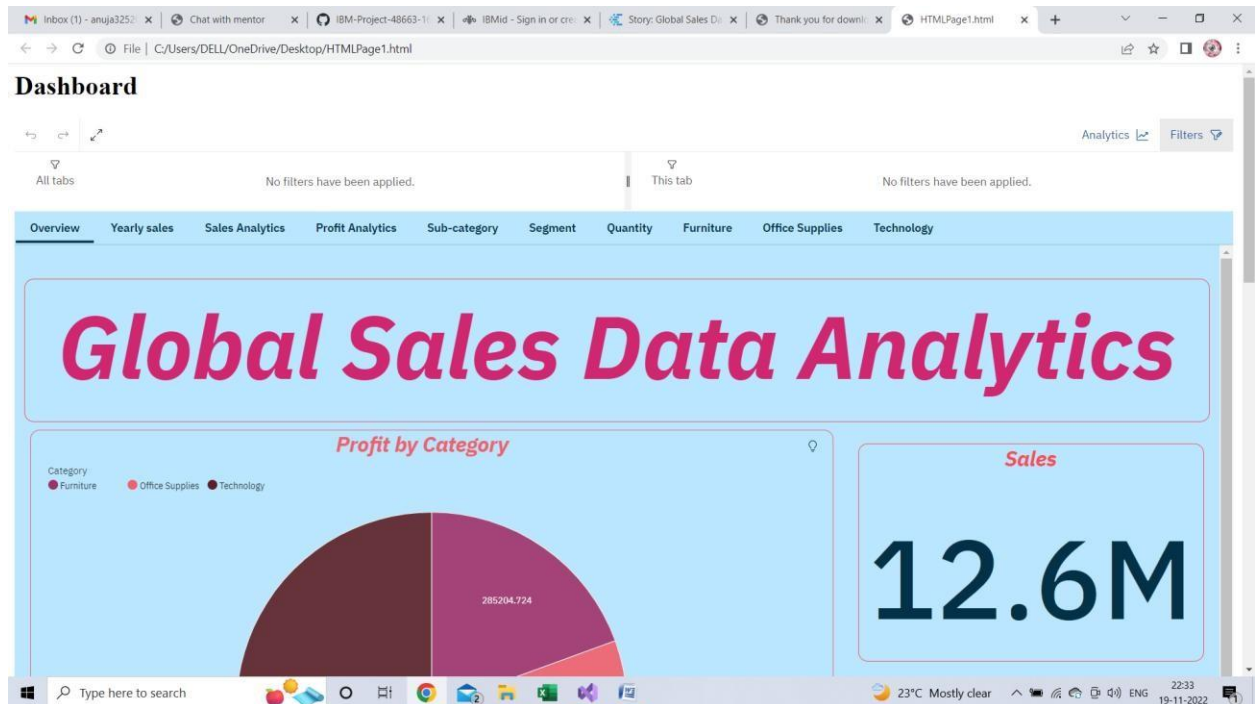 Inbox (1) - anuja3252
Chat with mentor
IBM-Project-48663-1
IBMid - Sign in or cre
Story: Global Sales Da
Thank you for downl
HTMLPage1.html
File | C:/Users/DELL/OneDrive/Desktop/HTMLPage1.html
Dashboard
Analytics Filters
All tabs No filters have been applied. This tab No filters have been applied.
Overview Yearly sales Sales Analytics Profit Analytics Sub-category Segment Quantity Furniture Office Supplies Technology
Global Sales Data Analytics
Profit by Category
Category
Furniture Office Supplies Technology
285204.724
Sales
12.6M
Type here to search
23°C Mostly clear
ENG
22:33
19-11-2022